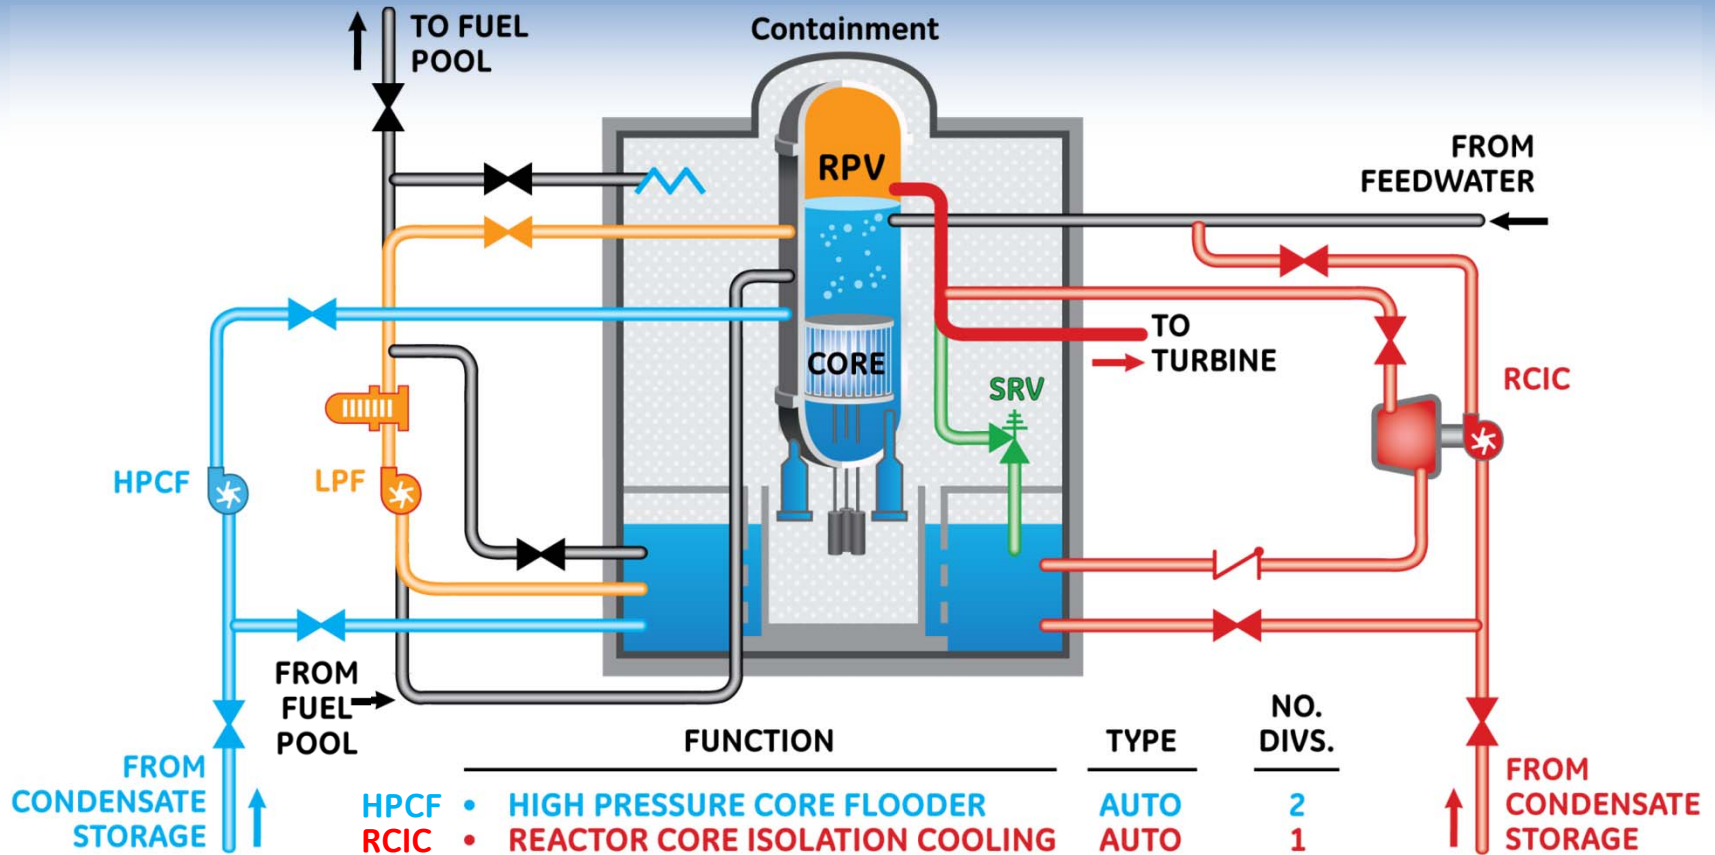 TO FUEL
POOL
Containment
RPV
FROM
FEEDWATER
CORE
TO
TURBINE
SRV
RCIC
HPCF
LPF
FROM
FUEL
POOL
FROM
CONDENSATE
STORAGE
FROM
CONDENSATE
STORAGE
FUNCTION TYPE NO.
DIVS.
HPCF • HIGH PRESSURE CORE FLOODER AUTO 2
RCIC • REACTOR CORE ISOLATION COOLING AUTO 1